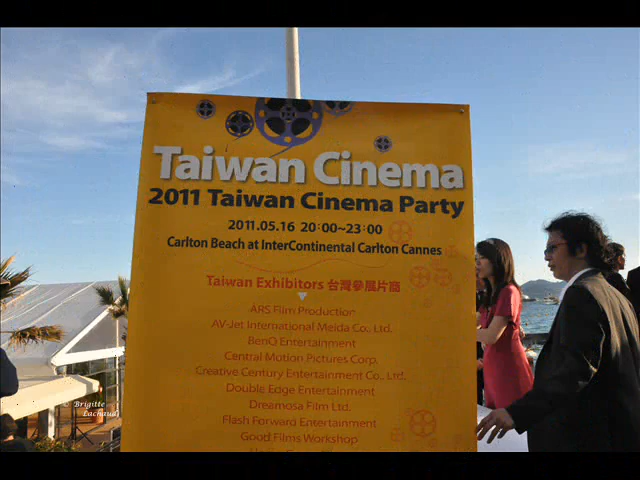 Taiwan Cinema
2011 Taiwan Cinema Party
2011.05.16 20:00~23:00
Carlton Beach at InterContinental Carlton Cannes
Taiwan Exhibitors 台灣參展片商
ARS Film Production
AV-Jet International Meida Co., Ltd.
BenQ Entertainment
Central Motion Pictures Corp.
Creative Century Entertainment Co., Ltd.
Double Edge Entertainment
Dreamosa Film Ltd.
Flash Forward Entertainment
Good Films Workshop
© Brigitte
Lachaud